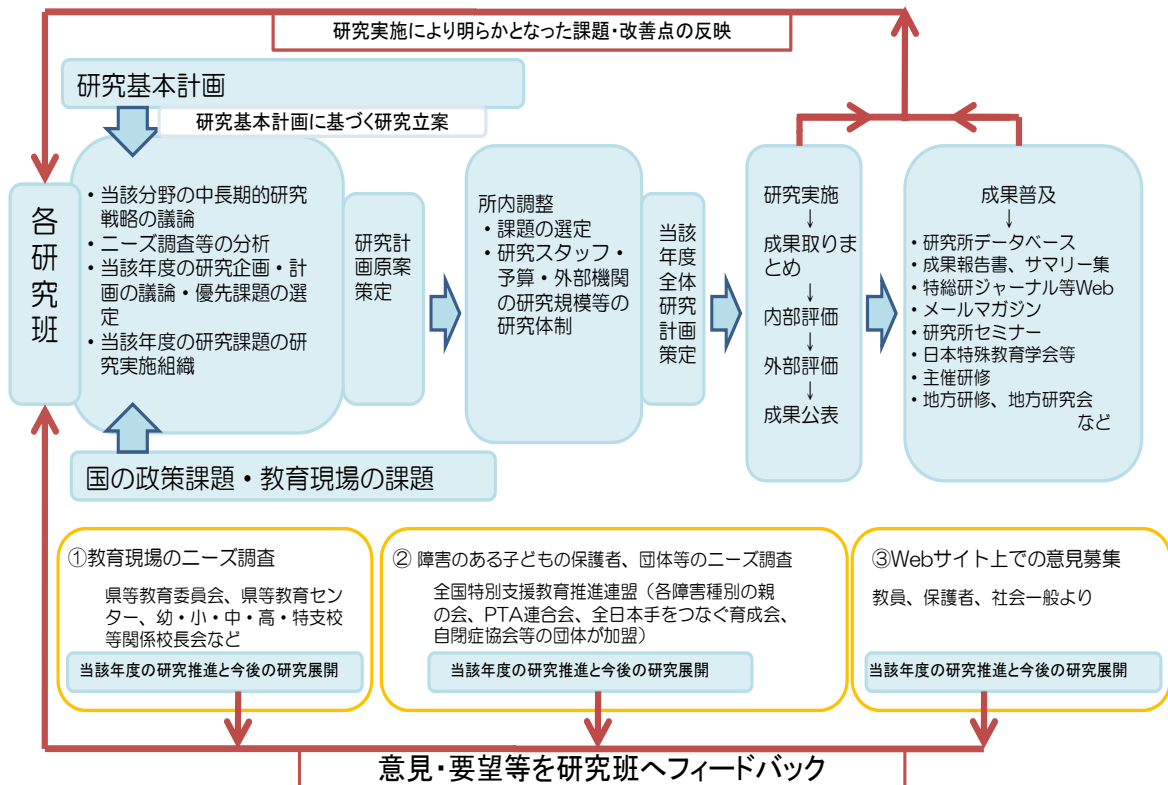 研究実施により明らかとなった課題・改善点の反映
研究基本計画
研究基本計画に基づく研究立案
各研究班
・当該分野の中長期的研究
戦略の議論
・ニーズ調査等の分析
・当該年度の研究企画・計
画の議論・優先課題の選
定
・当該年度の研究課題の研
究実施組織
研究計
画原案
策定
所内調整
・課題の選定
・研究スタッフ・
予算・外部機関
の研究規模等の
研究体制
当該
年度
全体
研究
計画
策定
研究実施
↓
成果取りま
とめ
↓
内部評価
↓
外部評価
↓
成果公表
成果普及
↓
・研究所データベース
・成果報告書、サマリー集
・特総研ジャーナル等Web
・メールマガジン
・研究所セミナー
・日本特殊教育学会等
・主催研修
・地方研修、地方研究会
など
国の政策課題・教育現場の課題
①教育現場のニーズ調査
県等教育委員会、県等教育セン
ター、幼・小・中・高・特支校
等関係校長会など
当該年度の研究推進と今後の研究展開
② 障害のある子どもの保護者、団体等のニーズ調査
全国特別支援教育推進連盟（各障害種別の親
の会、PTA連合会、全日本手をつなぐ育成会、
自閉症協会等の団体が加盟）
当該年度の研究推進と今後の研究展開
③Webサイト上での意見募集
教員、保護者、社会一般より
当該年度の研究推進と今後の研究展開
意見・要望等を研究班へフィードバック